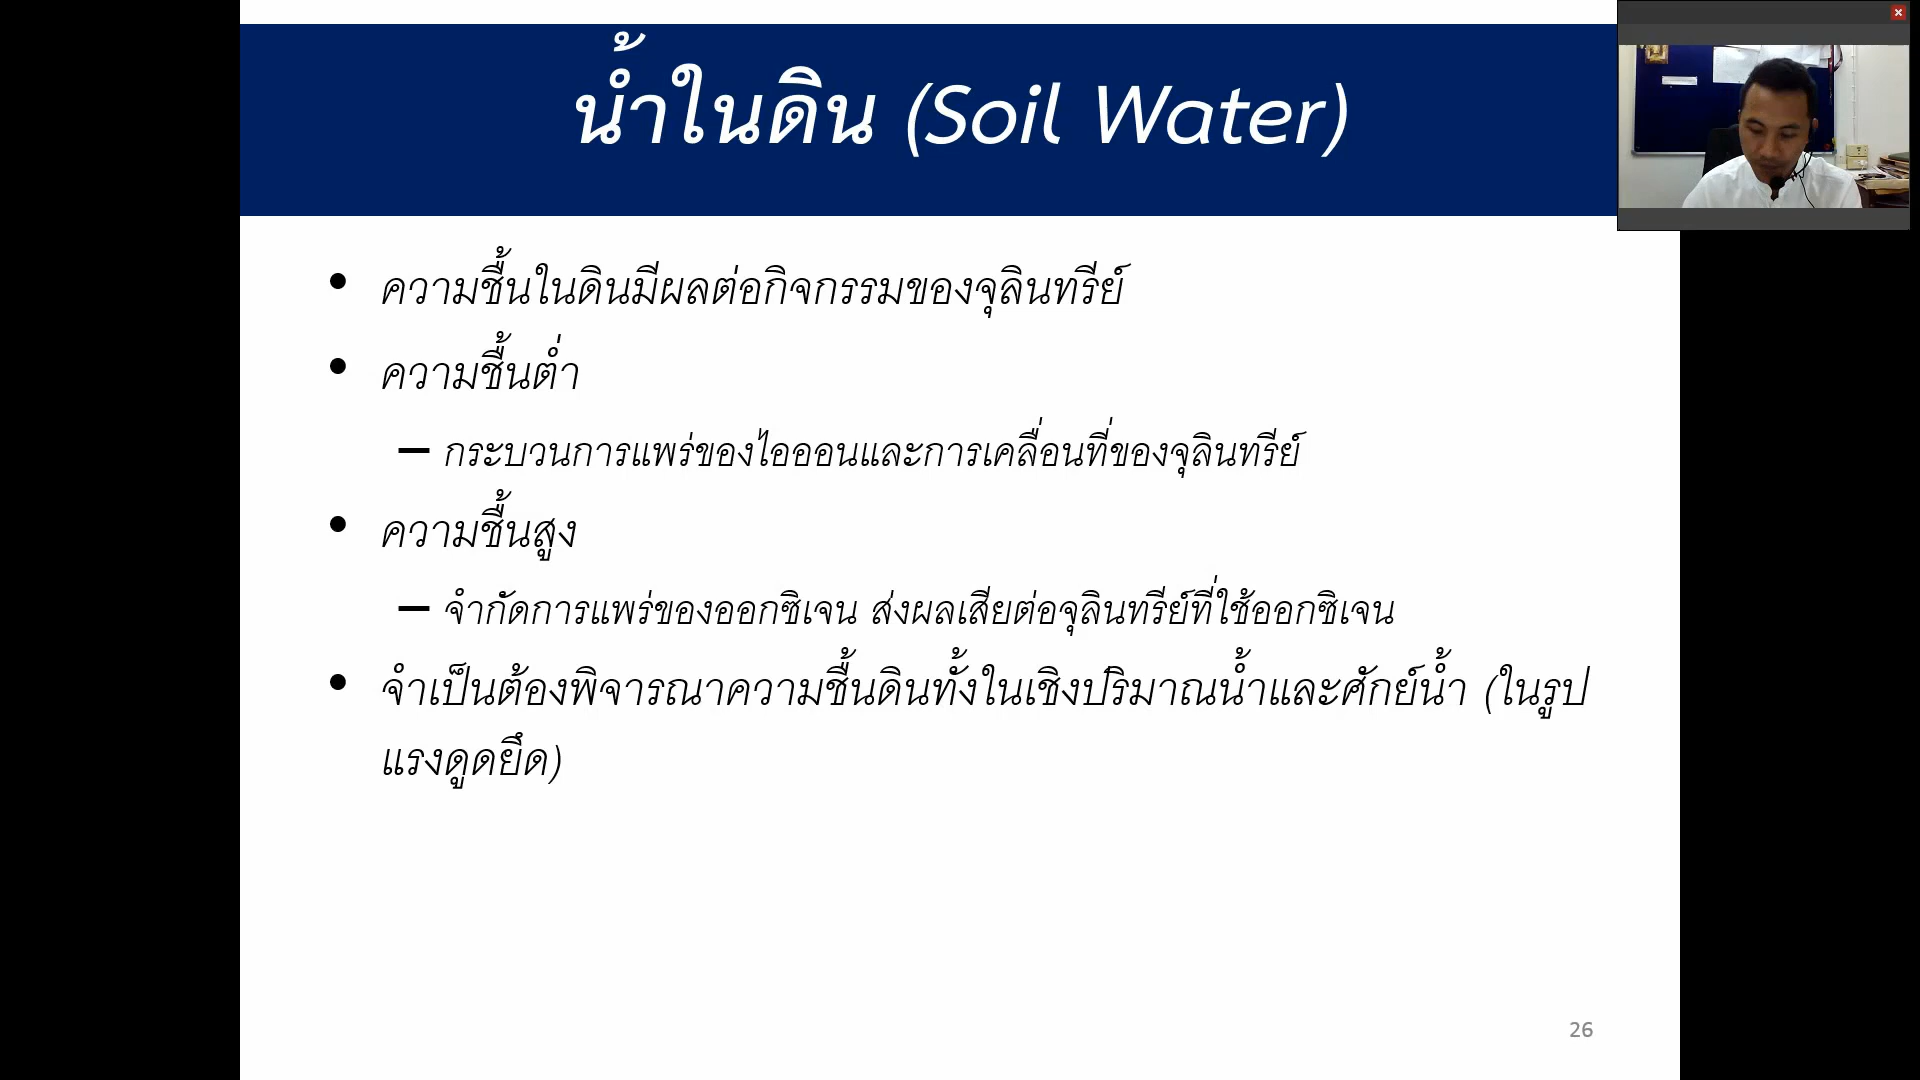 น้ำในดิน (Soil Water)
• ความชื้นในดินมีผลต่อกิจกรรมของจุลินทรีย์
• ความชื้นต่ำ
– กระบวนการแพร่ของไอออนและการเคลื่อนที่ของจุลินทรีย์
• ความชื้นสูง
– จำกัดการแพร่ของออกซิเจน ส่งผลเสียต่อจุลินทรีย์ที่ใช้ออกซิเจน
• จำเป็นต้องพิจารณาความชื้นดินทั้งในเชิงปริมาณน้ำและศักย์น้ำ (ในรูป
แรงดูดยึด)
26